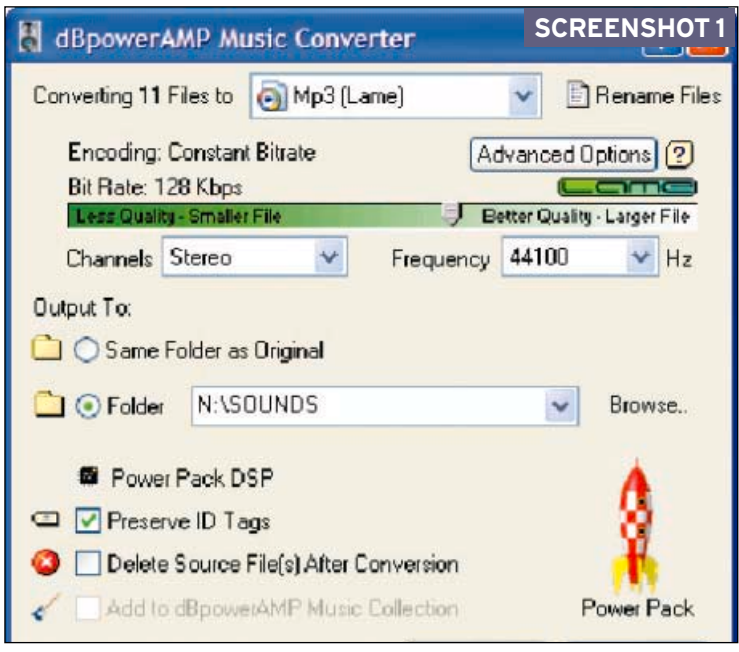 SCREENSHOT 1
dBpowerAMP Music Converter
Converting 11 Files to Mp3 (Lame) Rename Files
Encoding: Constant Bitrate Advanced Options ?
Bit Rate: 128 Kbps Lame
Less Quality - Smaller File Better Quality - Larger File
Channels Stereo Frequency 44100 Hz
Output To:
Same Folder as Original
Folder N:\SOUNDS Browse..
Power Pack DSP
Preserve ID Tags
Delete Source File(s) After Conversion
Add to dBpowerAMP Music Collection Power Pack